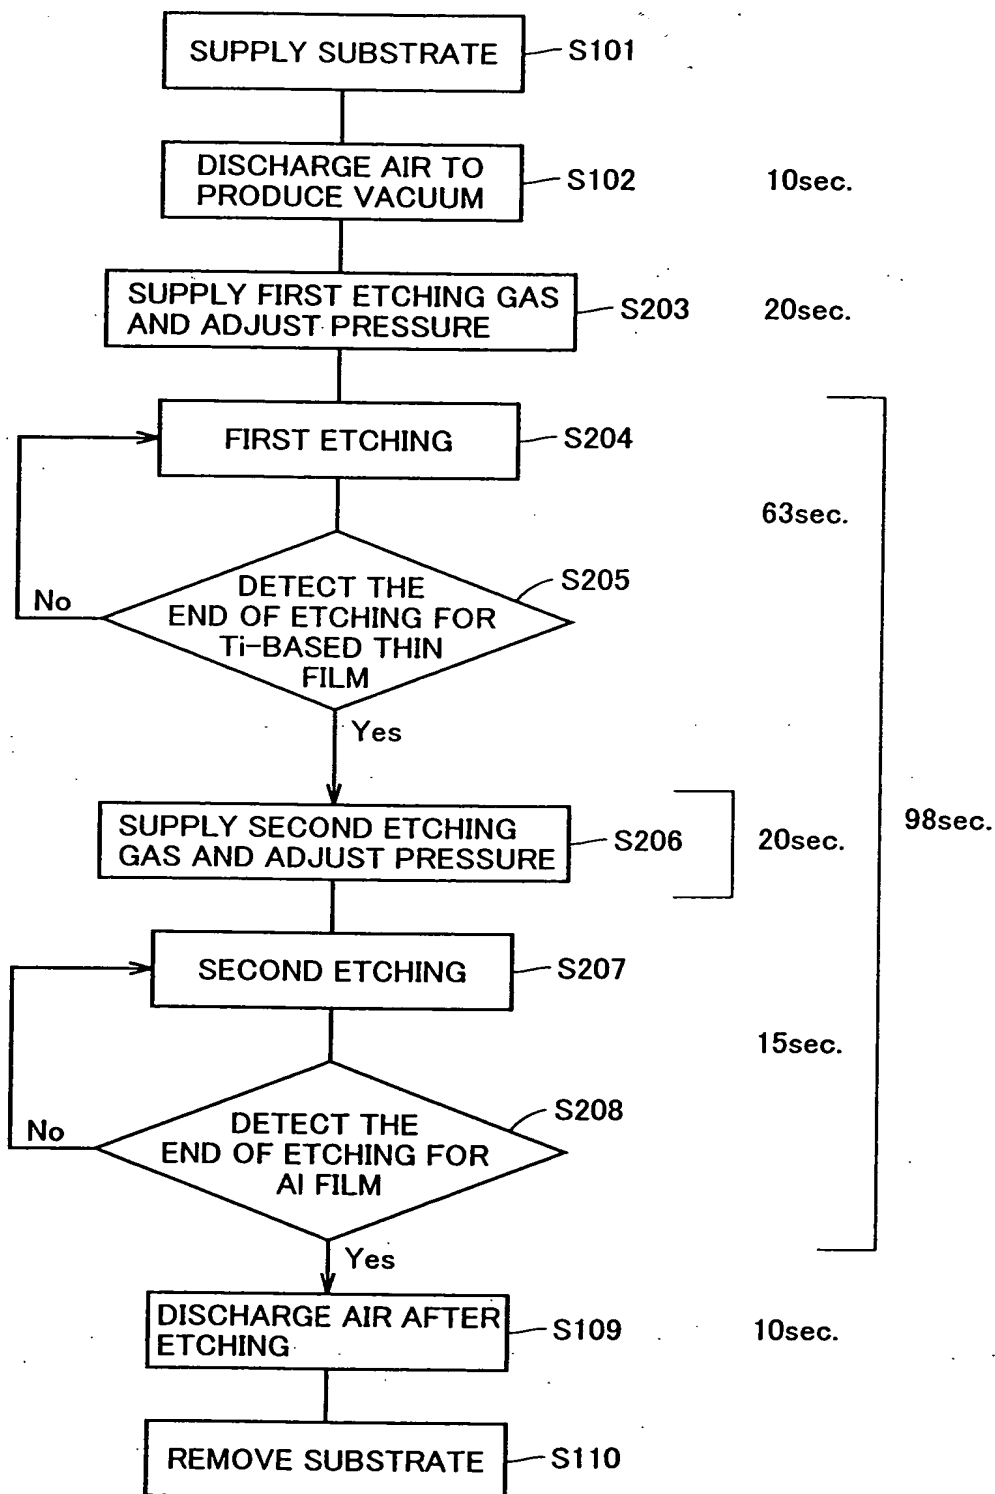 SUPPLY SUBSTRATE
S101
DISCHARGE AIR TO
PRODUCE VACUUM
S102
10sec.
SUPPLY FIRST ETCHING GAS
AND ADJUST PRESSURE
S203
20sec.
FIRST ETCHING
S204
63sec.
DETECT THE
END OF ETCHING FOR
Ti-BASED THIN
FILM
S205
No
Yes
SUPPLY SECOND ETCHING
GAS AND ADJUST PRESSURE
S206
20sec.
98sec.
SECOND ETCHING
S207
15sec.
DETECT THE
END OF ETCHING FOR
Al FILM
S208
No
Yes
DISCHARGE AIR AFTER
ETCHING
S109
10sec.
REMOVE SUBSTRATE
S110